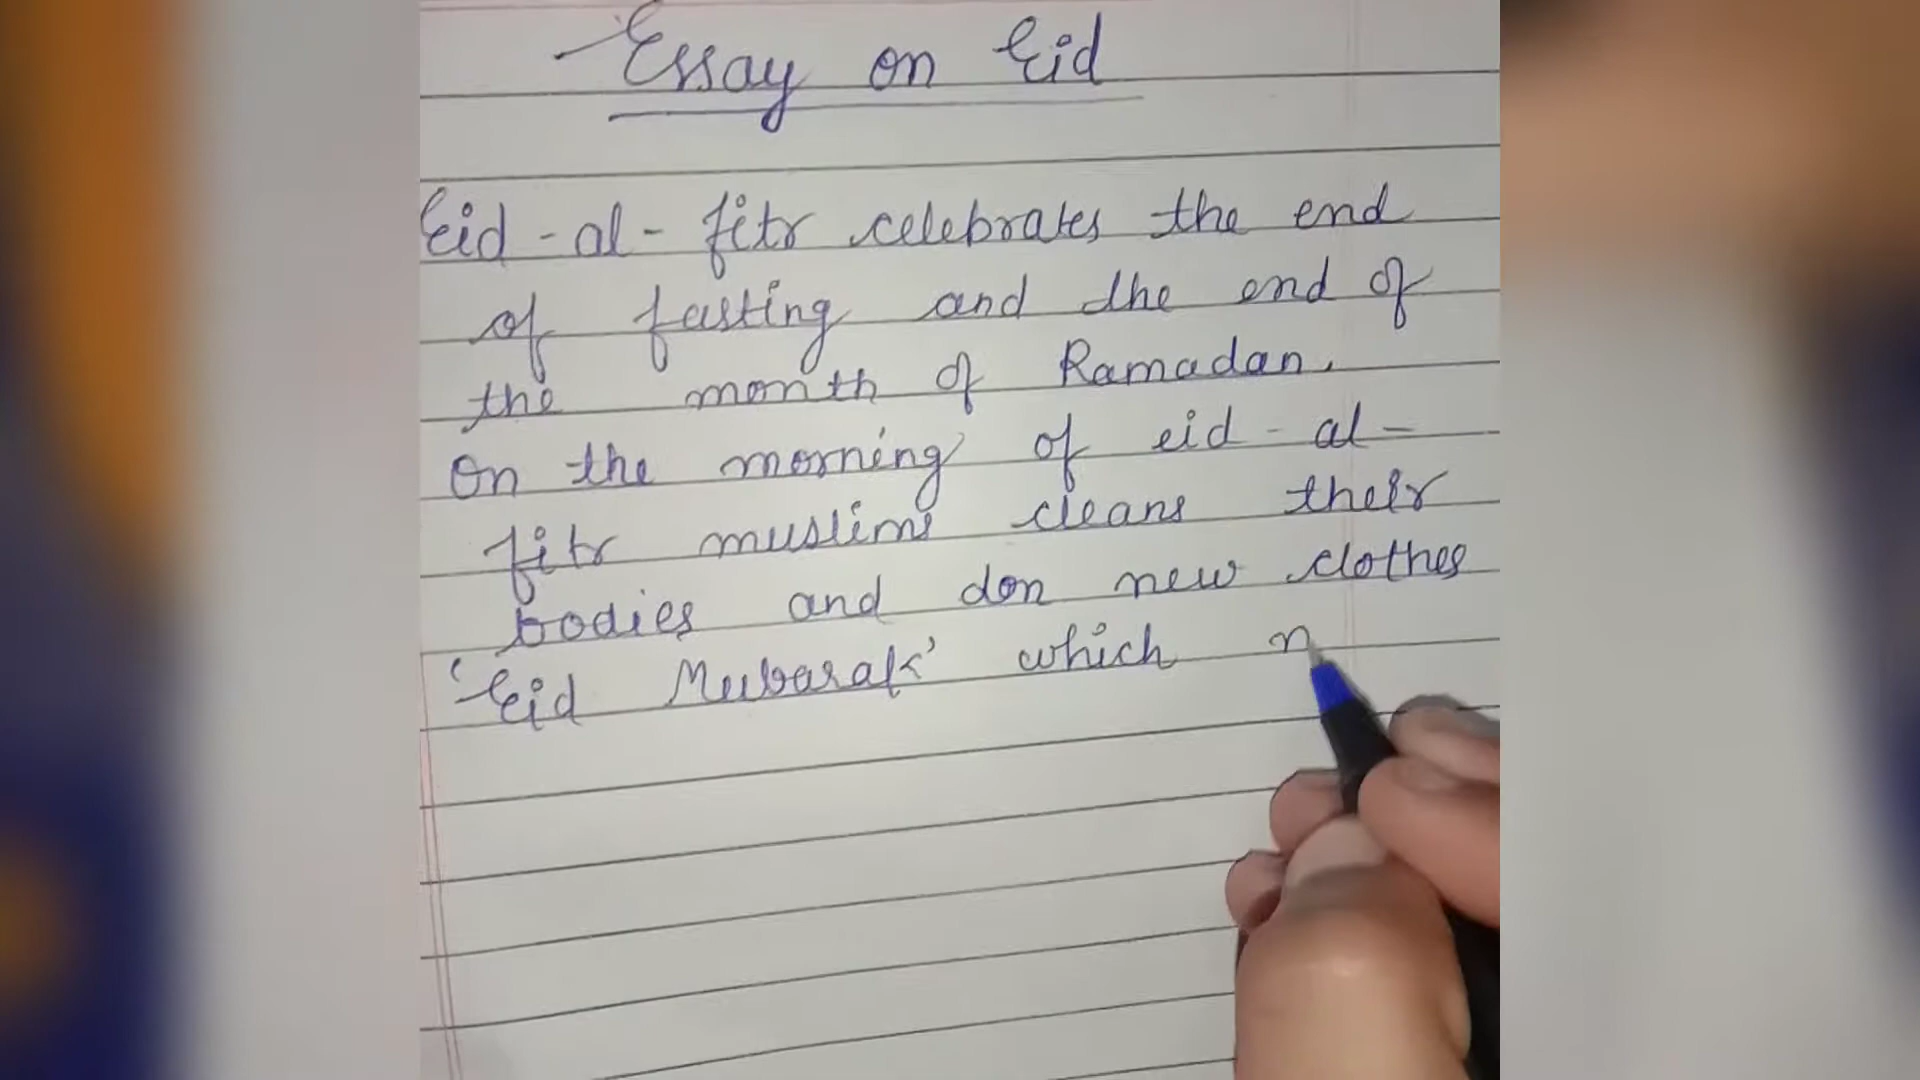 Essay on Eid
Eid-al-fitr celebrates the end
of fasting and the end of
the month of Ramadan.
On the morning of eid-al-
fitr muslims cleans their
bodies and don new clothes
'Eid Mubarak' which m